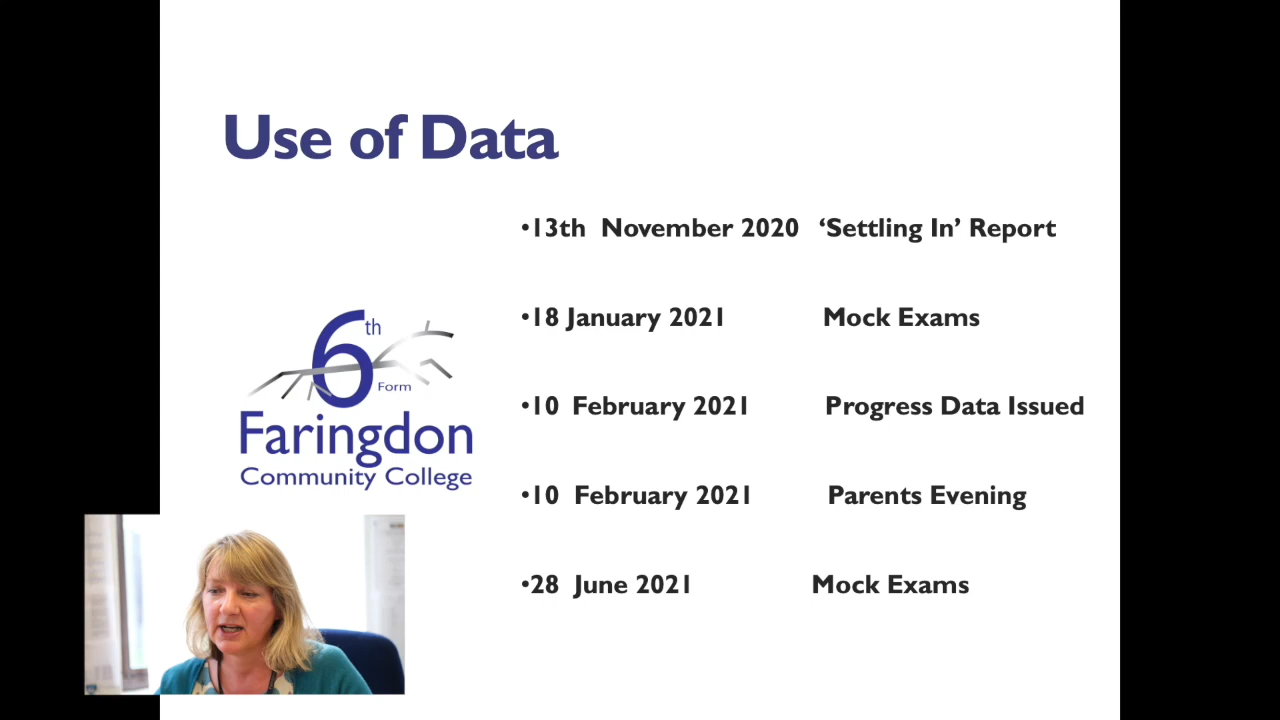 Use of Data
•13th November 2020 ‘Settling In’ Report
•18 January 2021 Mock Exams
•10 February 2021 Progress Data Issued
•10 February 2021 Parents Evening
•28 June 2021 Mock Exams
6th
Form
Faringdon
Community College